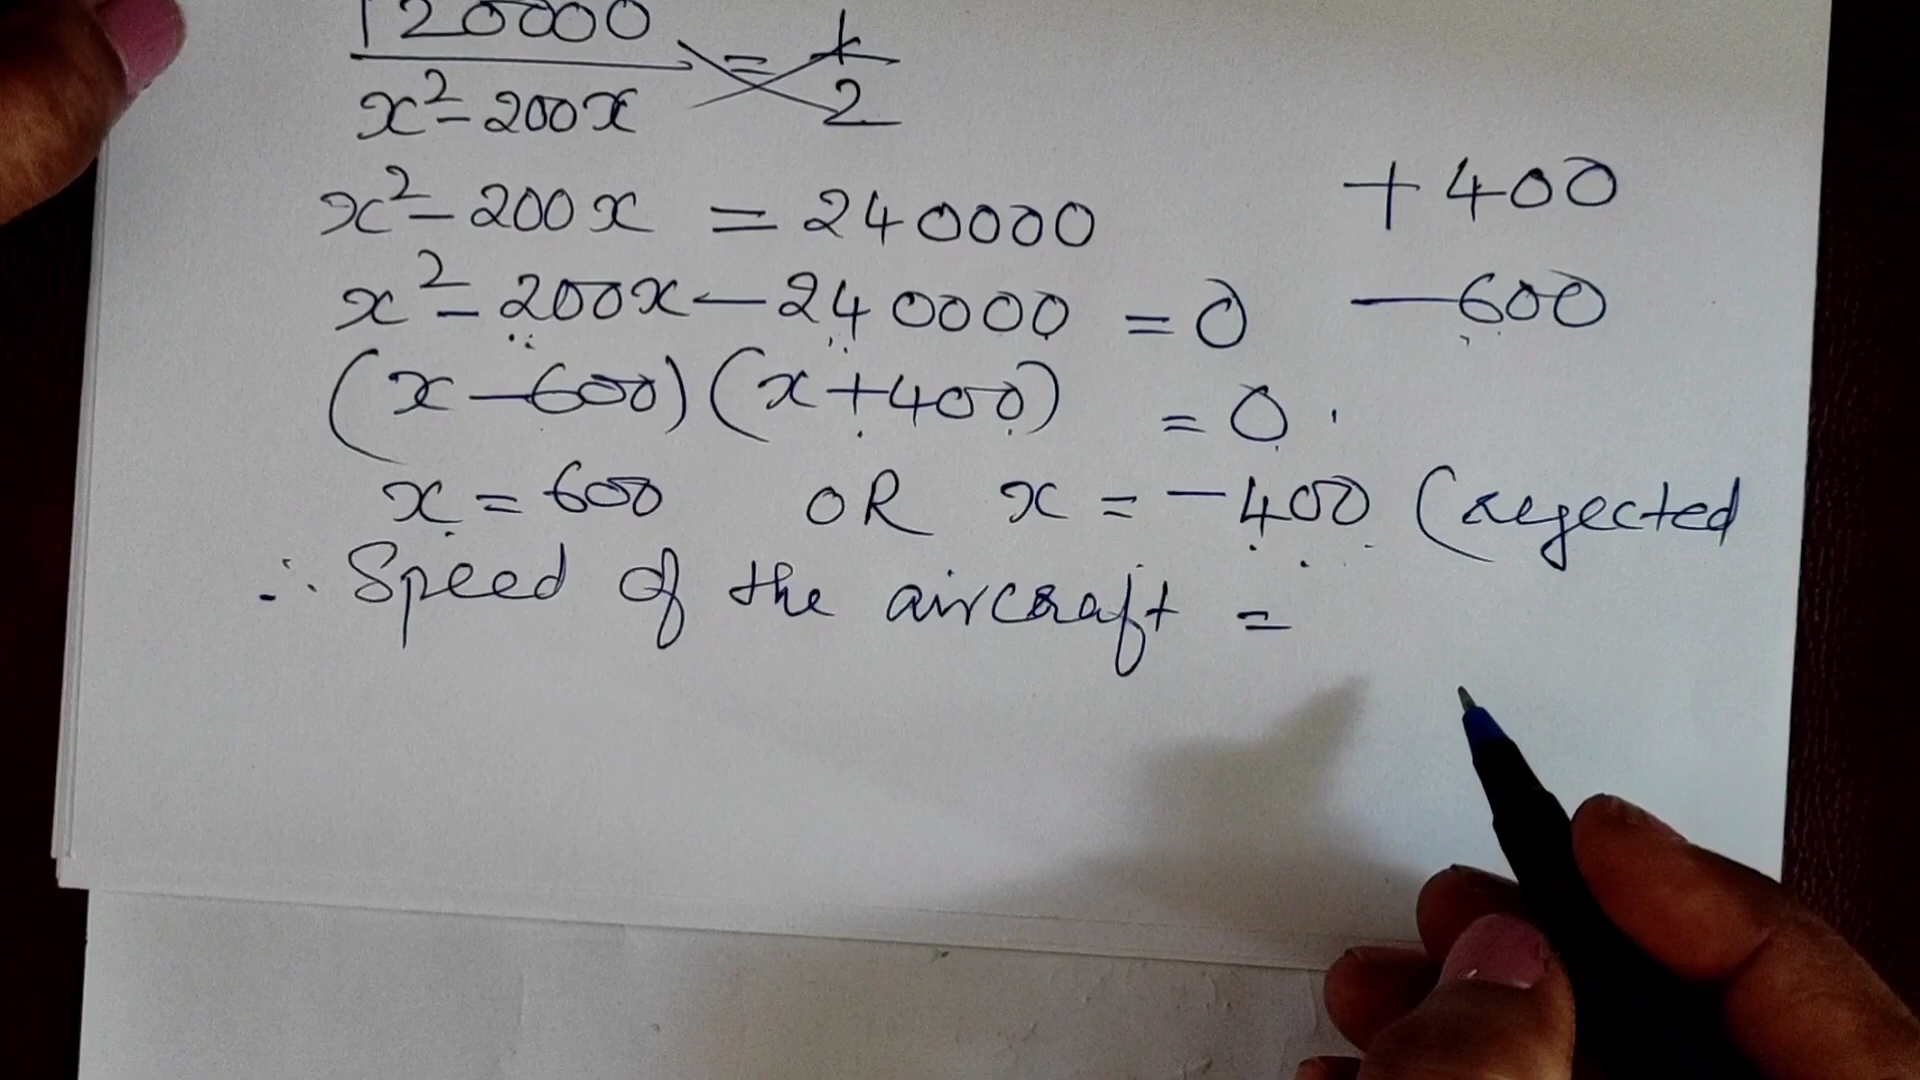 120000 / x² - 200x = 1/2
x² - 200x = 240000
+ 400
x² - 200x - 240000 = 0
- 600
(x - 600) (x + 400) = 0.
x = 600 OR x = - 400 (rejected
∴ Speed of the aircraft =